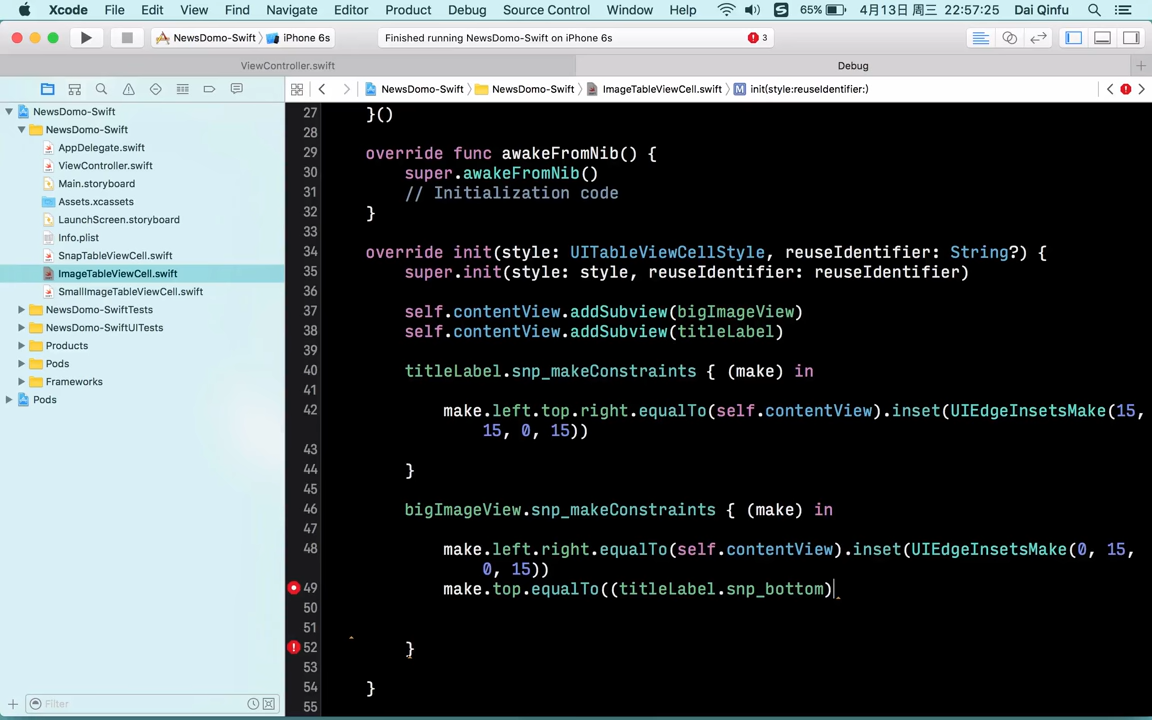 Xcode File Edit View Find Navigate Editor Product Debug Source Control Window Help 65% 4月13日 周三 22:57:25 Dai Qinfu
NewsDomo-Swift iPhone 6s Finished running NewsDomo-Swift on iPhone 6s 3
ViewController.swift Debug
NewsDomo-Swift NewsDomo-Swift ImageTableViewCell.swift M init(style:reuseIdentifier:)
NewsDomo-Swift
NewsDomo-Swift
AppDelegate.swift
ViewController.swift
Main.storyboard
Assets.xcassets
LaunchScreen.storyboard
Info.plist
SnapTableViewCell.swift
ImageTableViewCell.swift
SmallImageTableViewCell.swift
NewsDomo-SwiftTests
NewsDomo-SwiftUITests
Products
Pods
Frameworks
Pods
Filter
27 }()
28
29 override func awakeFromNib() {
30 super.awakeFromNib()
31 // Initialization code
32 }
33
34 override init(style: UITableViewCellStyle, reuseIdentifier: String?) {
35 super.init(style: style, reuseIdentifier: reuseIdentifier)
36
37 self.contentView.addSubview(bigImageView)
38 self.contentView.addSubview(titleLabel)
39
40 titleLabel.snp_makeConstraints { (make) in
41
42 make.left.top.right.equalTo(self.contentView).inset(UIEdgeInsetsMake(15,
15, 0, 15))
43
44 }
45
46 bigImageView.snp_makeConstraints { (make) in
47
48 make.left.right.equalTo(self.contentView).inset(UIEdgeInsetsMake(0, 15,
0, 15))
49 make.top.equalTo((titleLabel.snp_bottom)
50
51
52 }
53
54 }
55